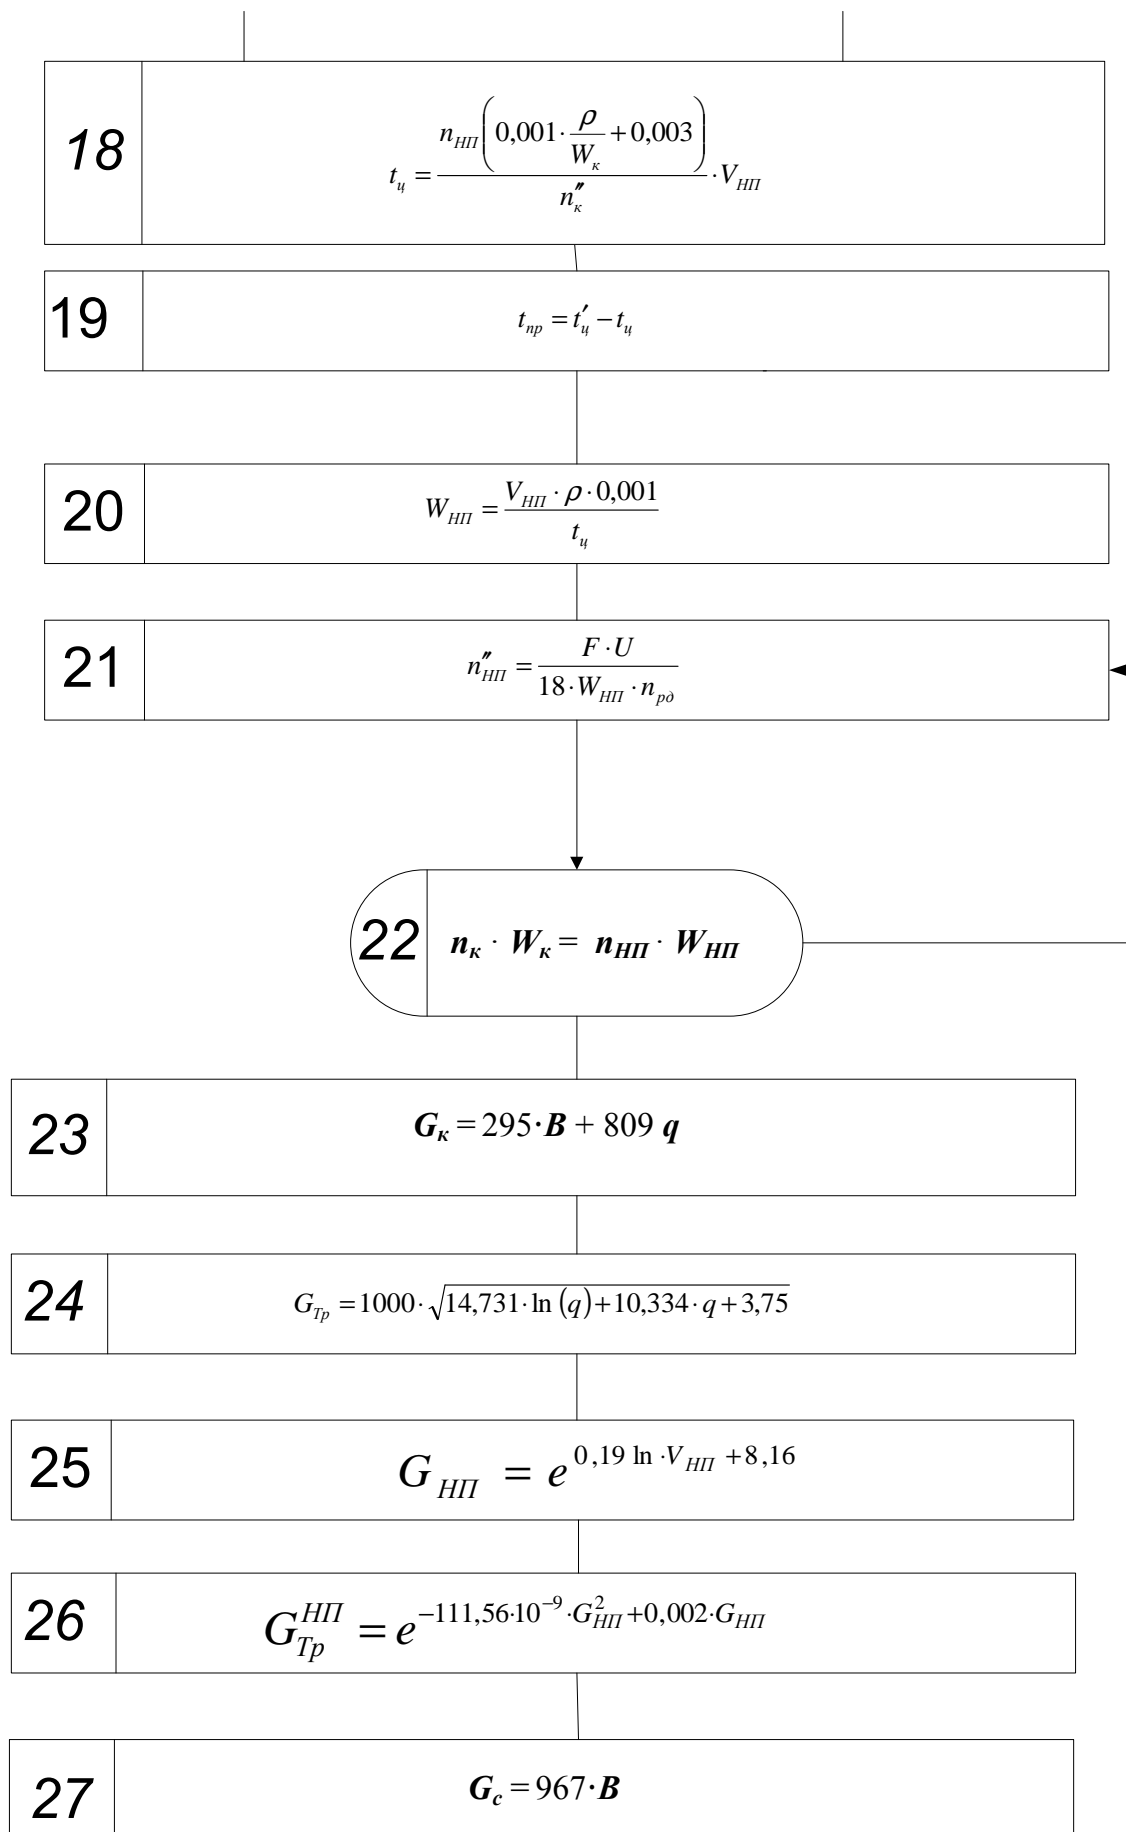 18
t_ц = n_НП (0,001 · ρ/W_к + 0,003) / n″_к · V_НП
19
t_пр = t′_ц − t_ц
20
W_НП = V_НП · ρ · 0,001 / t_ц
21
n″_НП = F · U / 18 · W_НП · n_рд
22
n_к · W_к = n_НП · W_НП
23
G_к = 295·B + 809 q
24
G_Тр = 1000 · √(14,731 · ln (q) + 10,334 · q + 3,75)
25
G_НП = e^(0,19 ln · V_НП + 8,16)
26
G_Тр^НП = e^(−111,56·10^−9 · G_НП^2 + 0,002 · G_НП)
27
G_с = 967·B